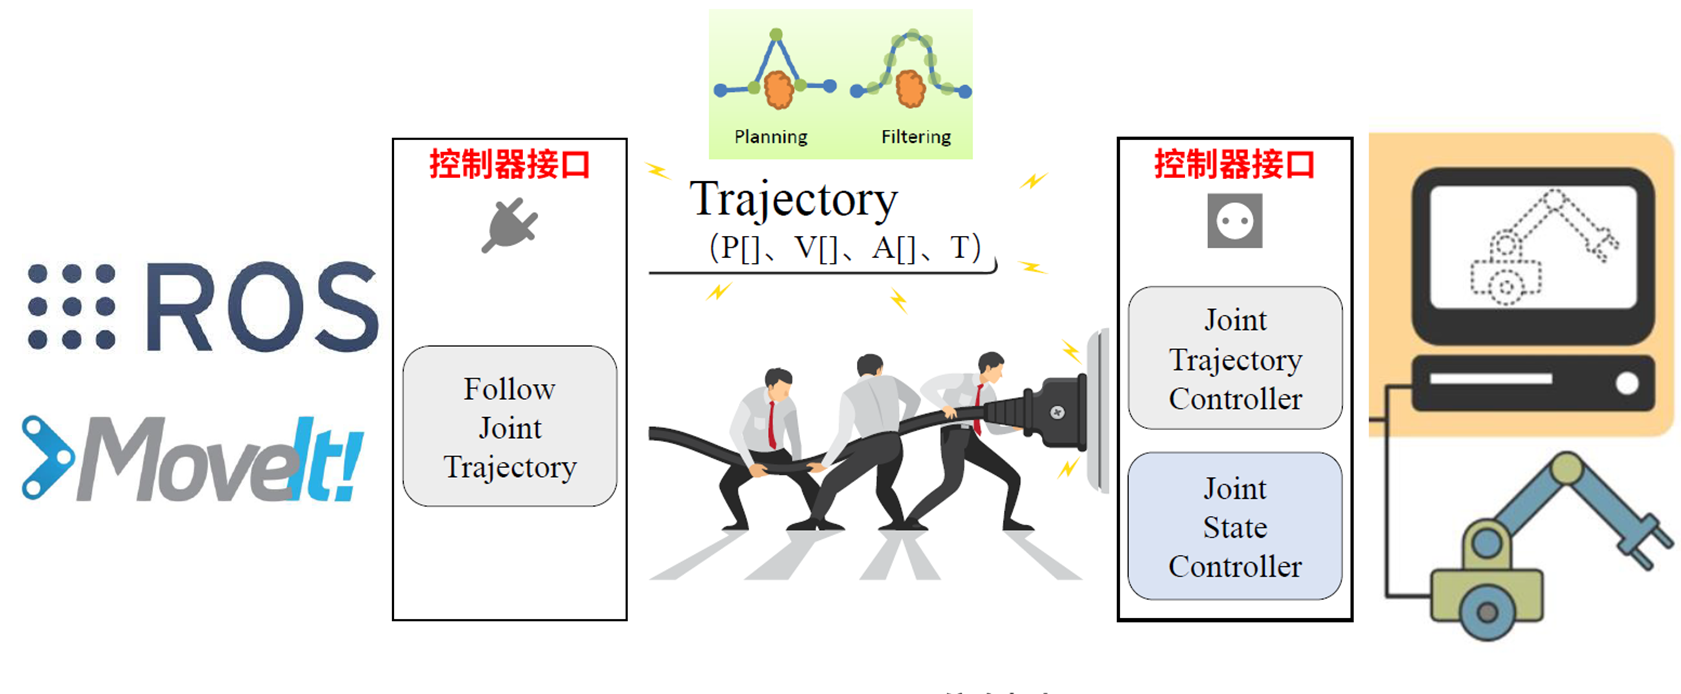 Planning
Filtering
控制器接口
Trajectory
(P[]、V[]、A[]、T)
控制器接口
ROS
MoveIt!
Follow
Joint
Trajectory
Joint
Trajectory
Controller
Joint
State
Controller